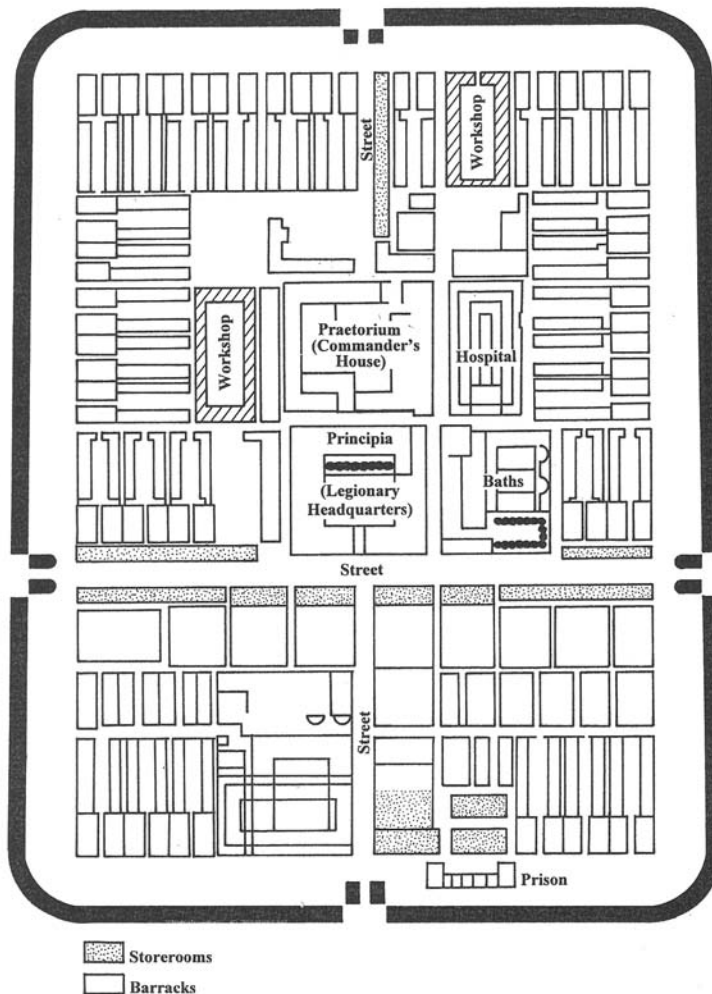 Street
Workshop
Workshop
Praetorium
(Commander's
House)
Hospital
Principia
(Legionary
Headquarters)
Baths
Street
Street
Prison
Storerooms
Barracks